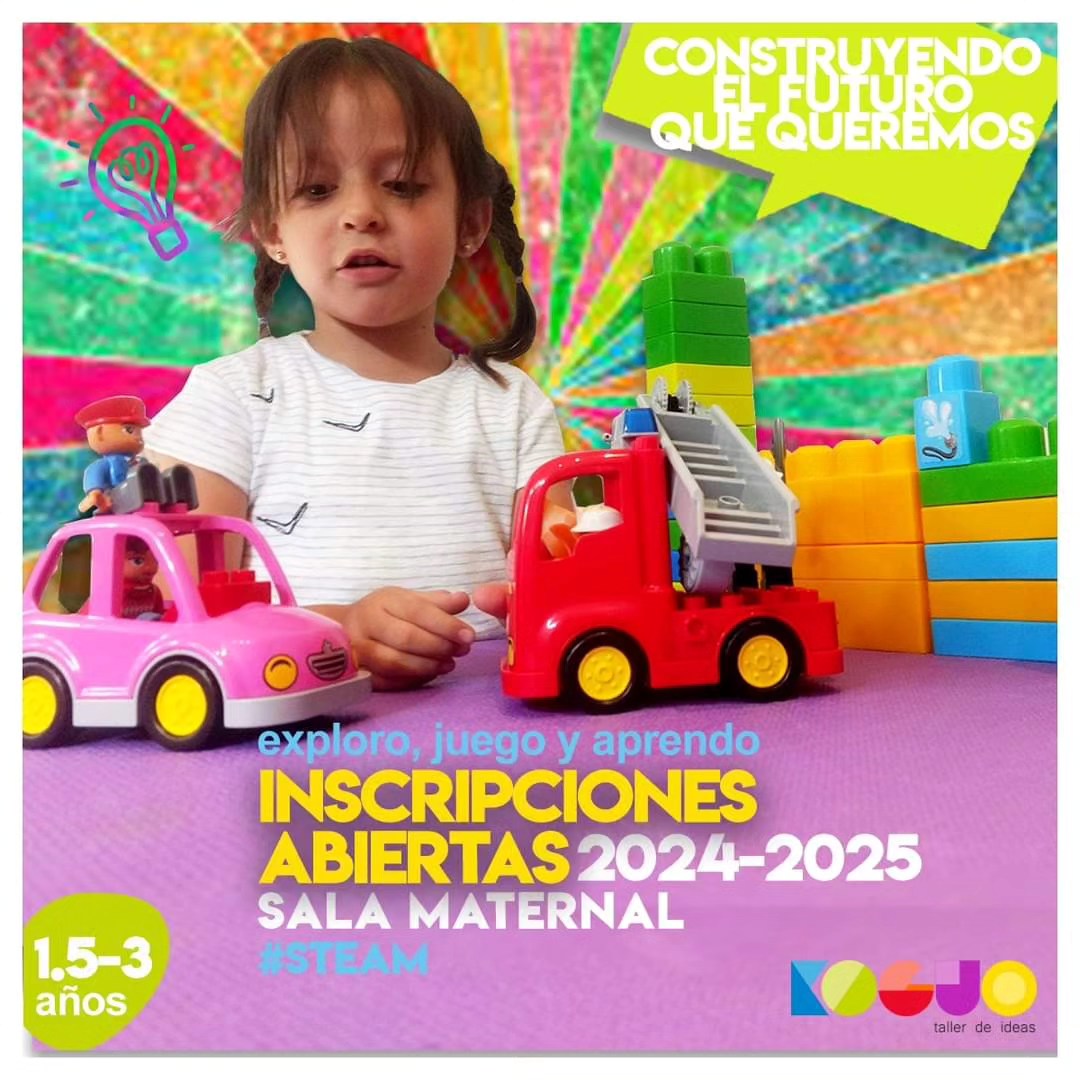 CONSTRUYENDO
EL FUTURO
QUE QUEREMOS
exploro, juego y aprendo
INSCRIPCIONES
ABIERTAS 2024-2025
SALA MATERNAL
#STEAM
1.5-3
años
taller de ideas